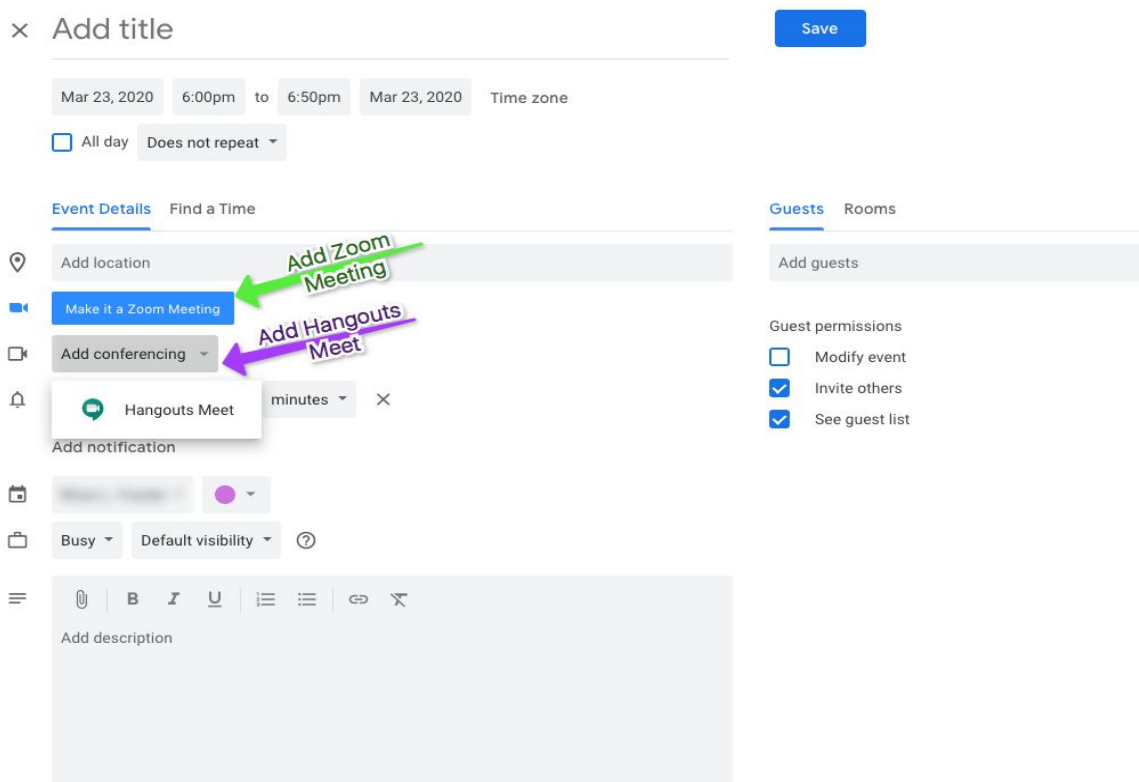 Add title
Save
Mar 23, 2020 6:00pm to 6:50pm Mar 23, 2020 Time zone
All day Does not repeat
Event Details Find a Time
Guests Rooms
Add location
Add Zoom
Meeting
Add guests
Make it a Zoom Meeting
Add Hangouts
Meet
Guest permissions
Add conferencing
Modify event
Hangouts Meet
minutes
Invite others
See guest list
Add notification
Busy Default visibility
B I U
Add description